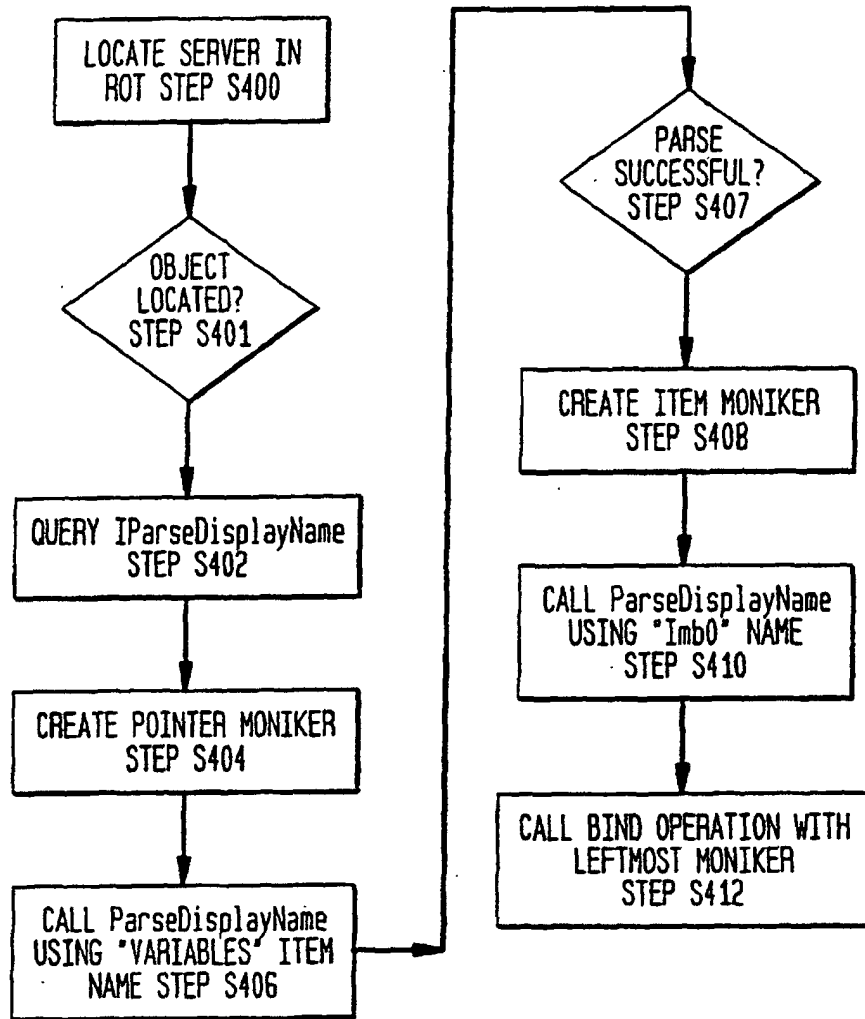 LOCATE SERVER IN
ROT STEP S400
OBJECT
LOCATED?
STEP S401
QUERY IParseDisplayName
STEP S402
CREATE POINTER MONIKER
STEP S404
CALL ParseDisplayName
USING "VARIABLES" ITEM
NAME STEP S406
PARSE
SUCCESSFUL?
STEP S407
CREATE ITEM MONIKER
STEP S408
CALL ParseDisplayName
USING "Imb0" NAME
STEP S410
CALL BIND OPERATION WITH
LEFTMOST MONIKER
STEP S412